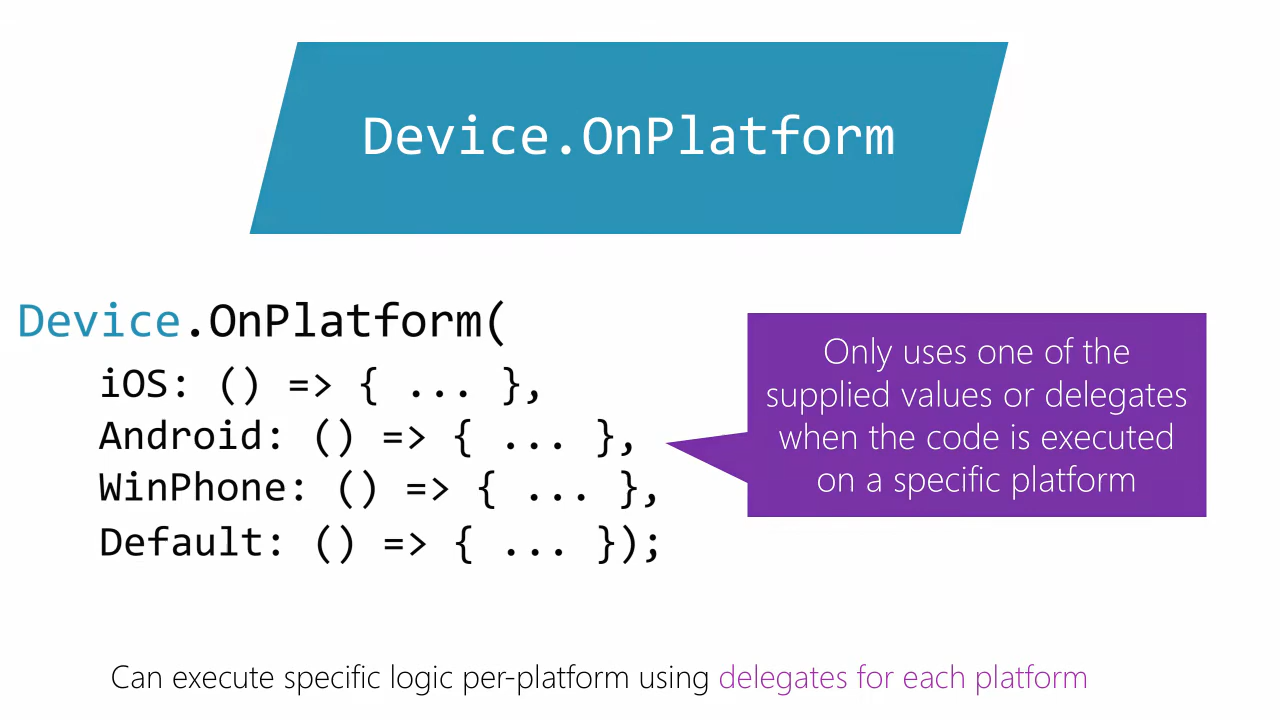 Device.OnPlatform
Device.OnPlatform(
iOS: () => { ... },
Android: () => { ... },
WinPhone: () => { ... },
Default: () => { ... });
Only uses one of the
supplied values or delegates
when the code is executed
on a specific platform
Can execute specific logic per-platform using delegates for each platform